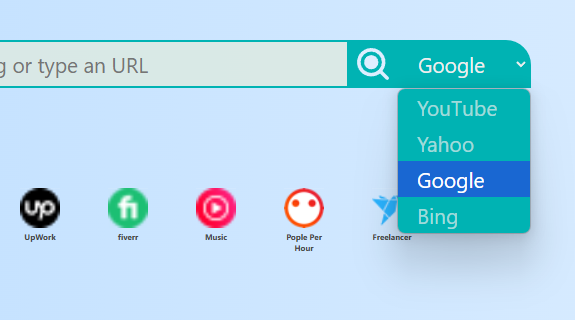 g or type an URL
Google
YouTube
Yahoo
Google
Bing
up
fi
UpWork
fiverr
Music
Pople Per
Hour
Freelancer